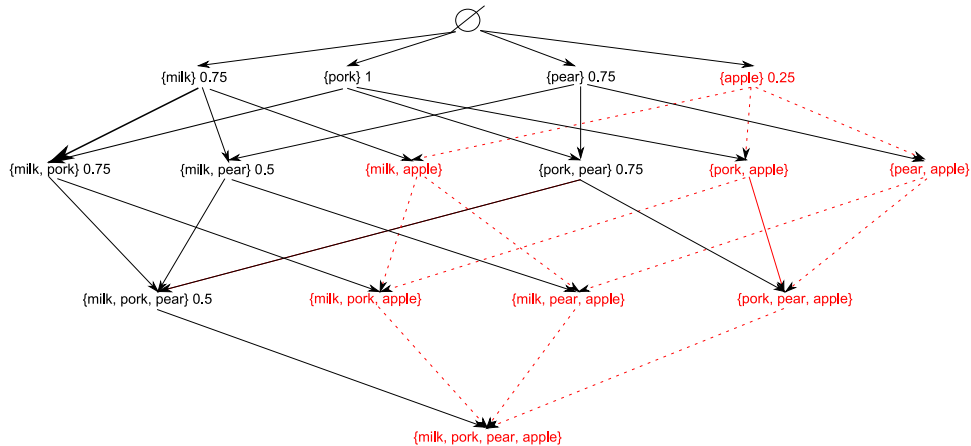 ∅
{milk} 0.75 {pork} 1 {pear} 0.75 {apple} 0.25
{milk, pork} 0.75 {milk, pear} 0.5 {milk, apple} {pork, pear} 0.75 {pork, apple} {pear, apple}
{milk, pork, pear} 0.5 {milk, pork, apple} {milk, pear, apple} {pork, pear, apple}
{milk, pork, pear, apple}